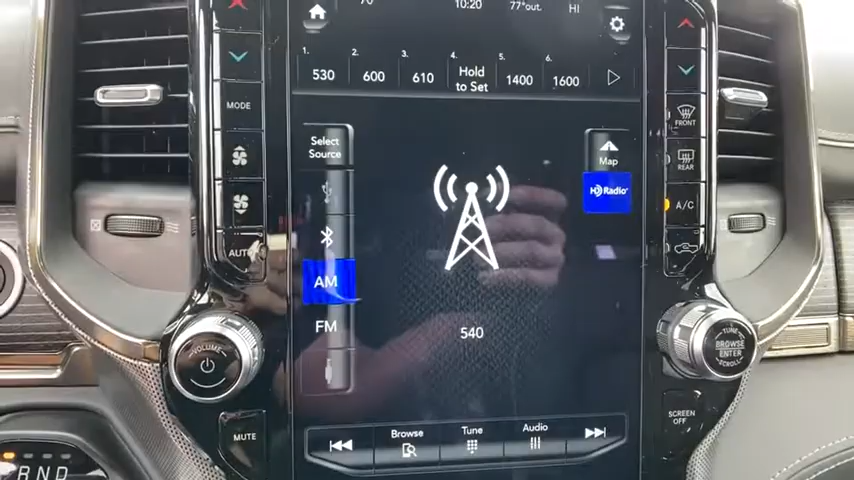 10:20
77°out.
HI
1. 2. 3. 4. 5. 6.
530 600 610 Hold to Set 1400 1600
MODE
Select Source
Map
HD Radio
FRONT
REAR
A/C
AUTO
AM
FM
540
VOLUME
TUNE
BROWSE
ENTER
SCROLL
MUTE
Browse
Tune
Audio
SCREEN
OFF
RND